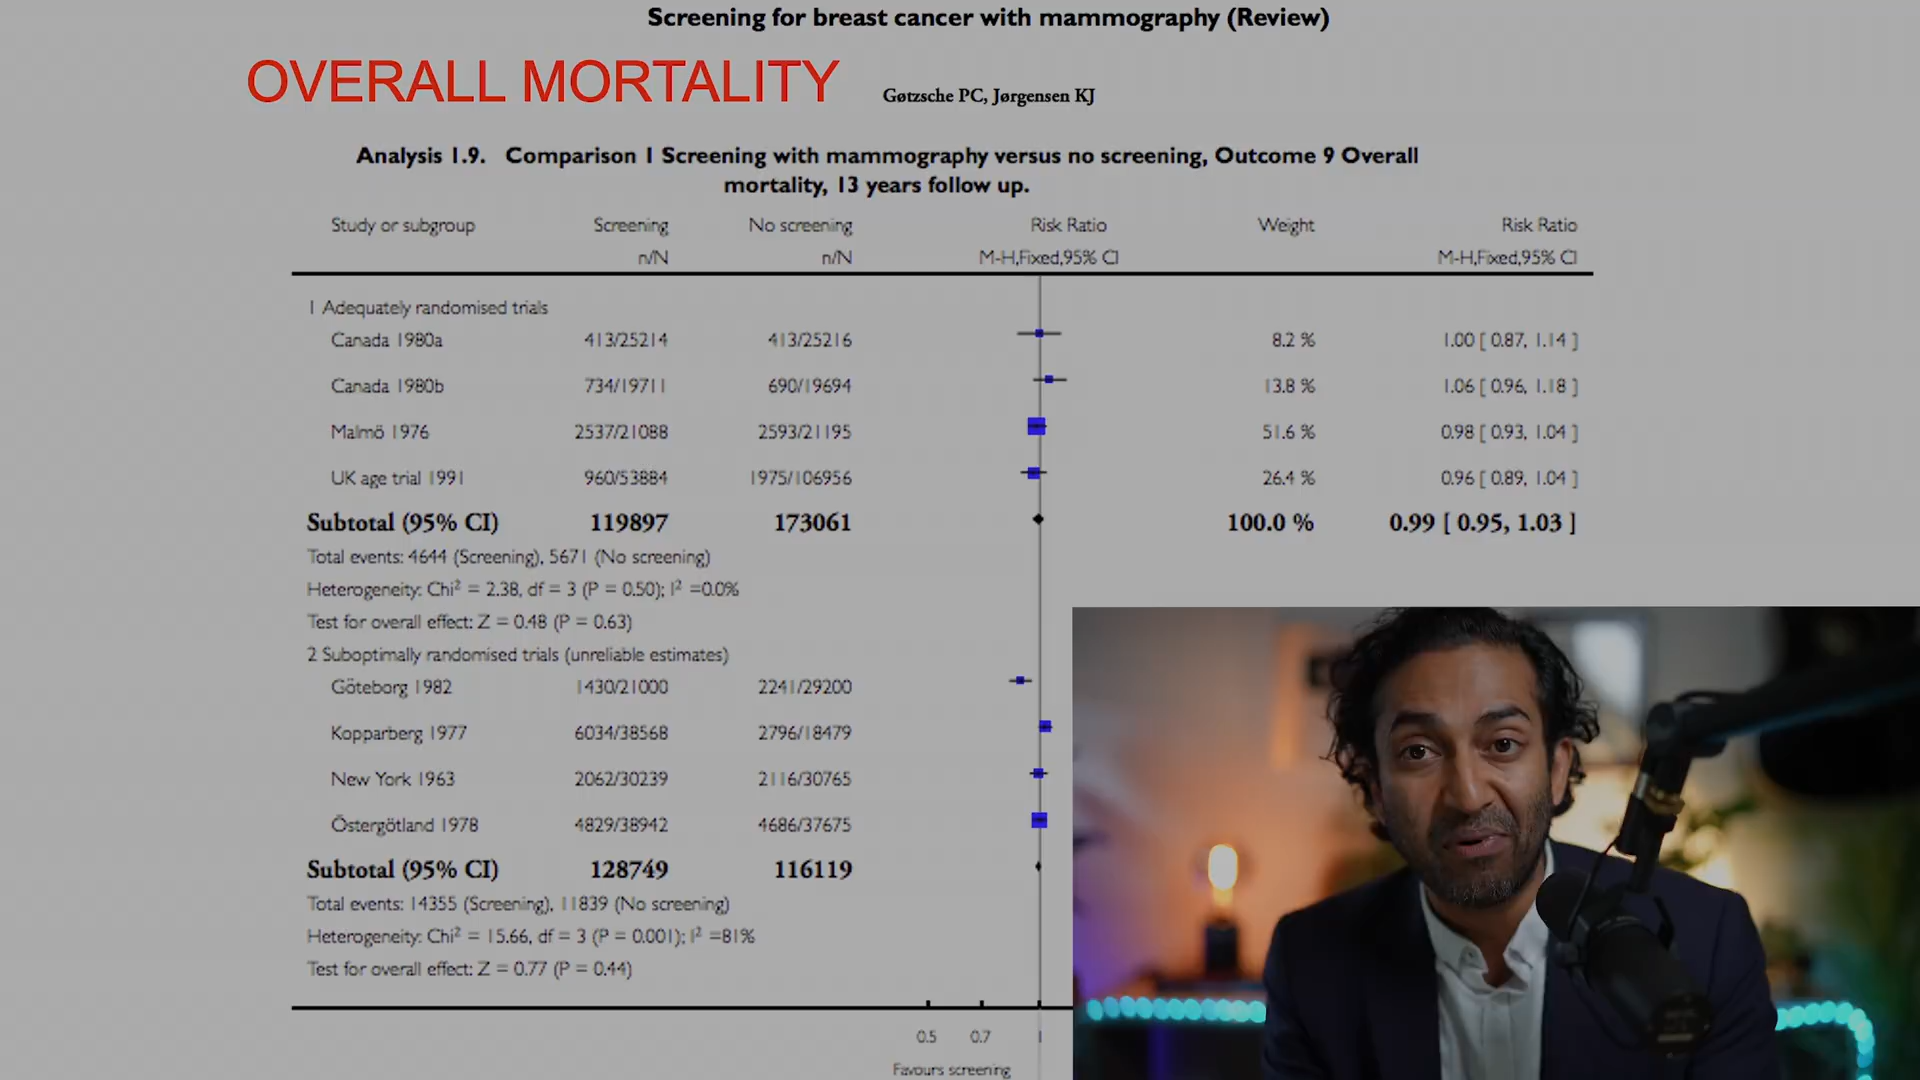 Screening for breast cancer with mammography (Review)
OVERALL MORTALITY
Gøtzsche PC, Jørgensen KJ
Analysis 1.9. Comparison 1 Screening with mammography versus no screening, Outcome 9 Overall
mortality, 13 years follow up.
Study or subgroup Screening No screening Risk Ratio Weight Risk Ratio
n/N n/N M-H,Fixed,95% CI M-H,Fixed,95% CI
1 Adequately randomised trials
Canada 1980a 413/25214 413/25216 8.2 % 1.00 [ 0.87, 1.14 ]
Canada 1980b 734/19711 690/19694 13.8 % 1.06 [ 0.96, 1.18 ]
Malmö 1976 2537/21088 2593/21195 51.6 % 0.98 [ 0.93, 1.04 ]
UK age trial 1991 960/53884 1975/106956 26.4 % 0.96 [ 0.89, 1.04 ]
Subtotal (95% CI) 119897 173061 100.0 % 0.99 [ 0.95, 1.03 ]
Total events: 4644 (Screening), 5671 (No screening)
Heterogeneity: Chi² = 2.38, df = 3 (P = 0.50); I² =0.0%
Test for overall effect: Z = 0.48 (P = 0.63)
2 Suboptimally randomised trials (unreliable estimates)
Göteborg 1982 1430/21000 2241/29200
Kopparberg 1977 6034/38568 2796/18479
New York 1963 2062/30239 2116/30765
Östergötland 1978 4829/38942 4686/37675
Subtotal (95% CI) 128749 116119
Total events: 14355 (Screening), 11839 (No screening)
Heterogeneity: Chi² = 15.66, df = 3 (P = 0.001); I² =81%
Test for overall effect: Z = 0.77 (P = 0.44)
0.5 0.7 1
Favours screening